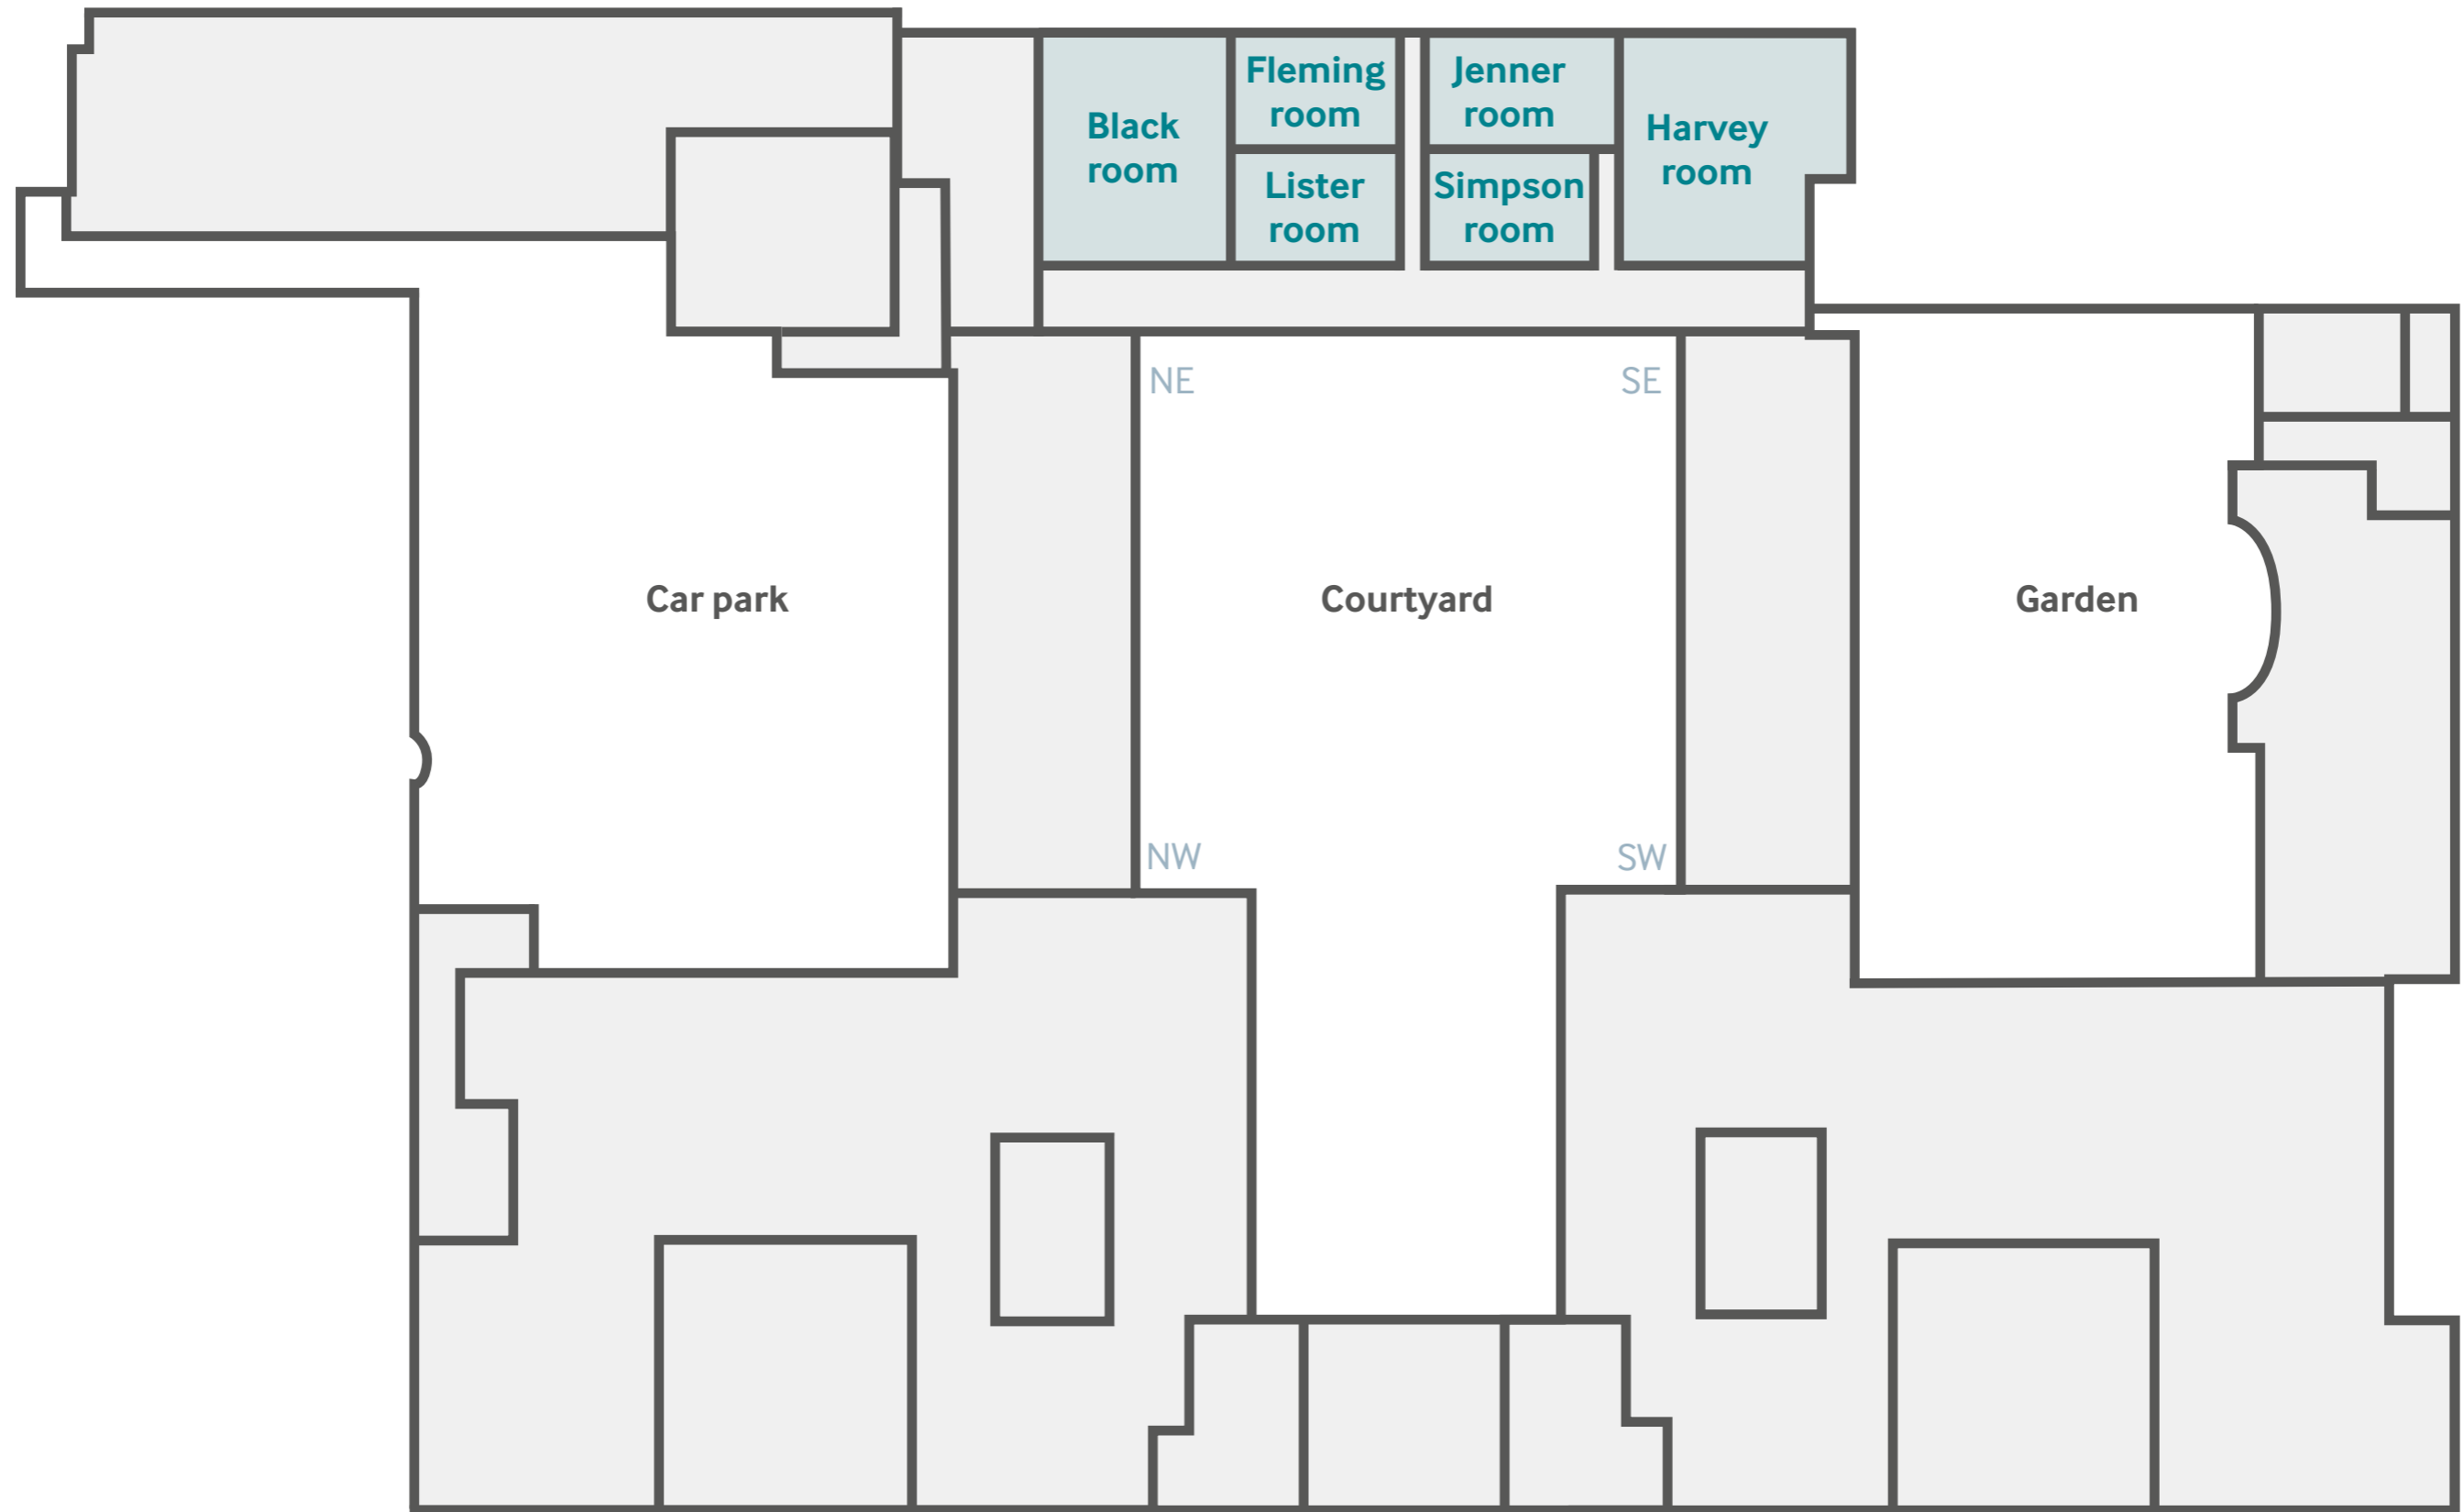 Black
room
Fleming
room
Lister
room
Jenner
room
Simpson
room
Harvey
room
NE
SE
Car park
Courtyard
Garden
NW
SW